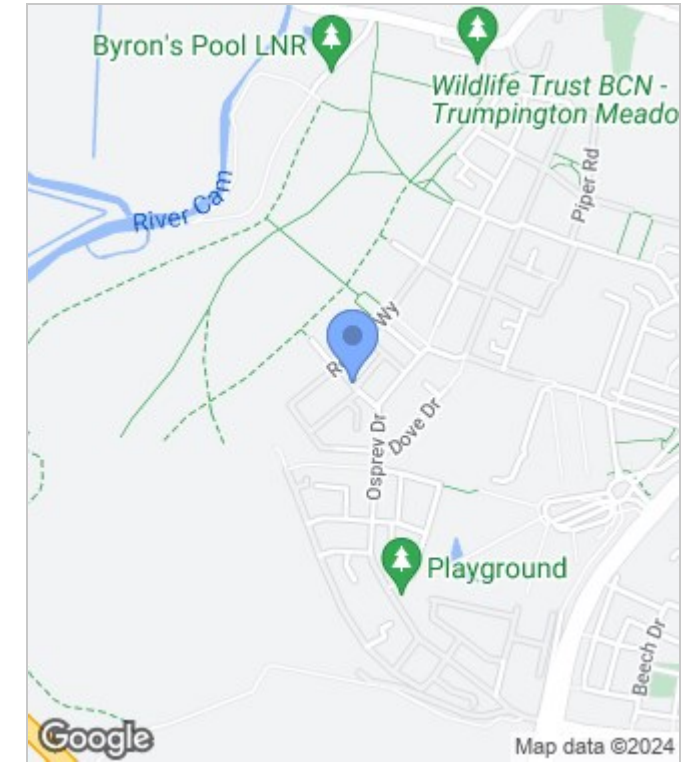 Byron's Pool LNR
Wildlife Trust BCN -
Trumpington Meado
Piper Rd
River Cam
Wy
Osprey Dr
Dove Dr
Playground
Beech Dr
Google
Map data ©2024